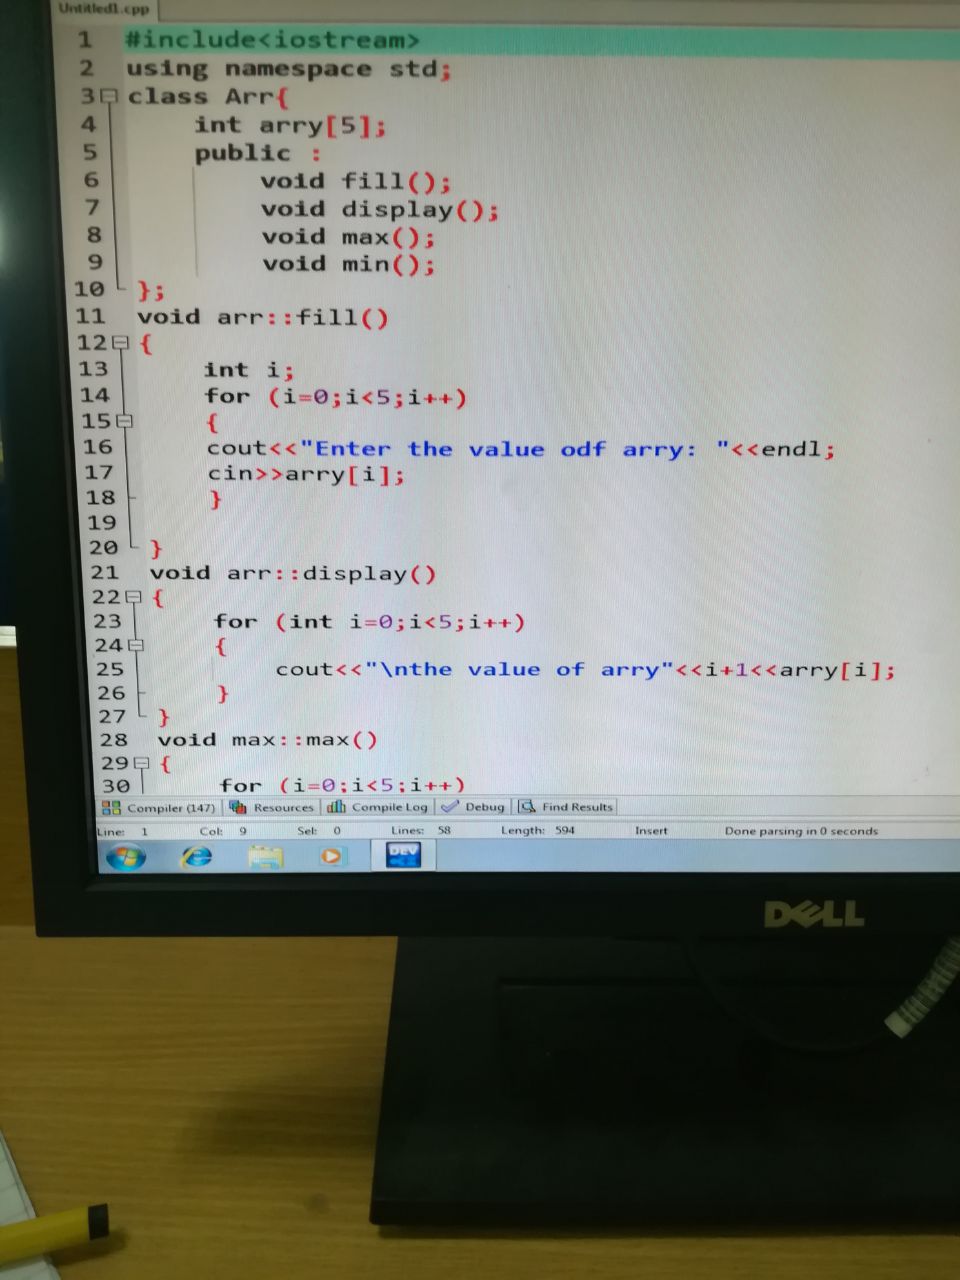 Untitled1.cpp
1 #include<iostream>
2 using namespace std;
3 class Arr{
4 int arry[5];
5 public :
6 void fill();
7 void display();
8 void max();
9 void min();
10 };
11 void arr::fill()
12 {
13 int i;
14 for (i=0;i<5;i++)
15 {
16 cout<<"Enter the value odf arry: "<<endl;
17 cin>>arry[i];
18 }
19
20 }
21 void arr::display()
22 {
23 for (int i=0;i<5;i++)
24 {
25 cout<<"\nthe value of arry"<<i+1<<arry[i];
26 }
27 }
28 void max::max()
29 {
30 for (i=0;i<5;i++)
Compiler (147) Resources Compile Log Debug Find Results
Line: 1 Col: 9 Sel: 0 Lines: 58 Length: 594 Insert Done parsing in 0 seconds
DEV
DELL